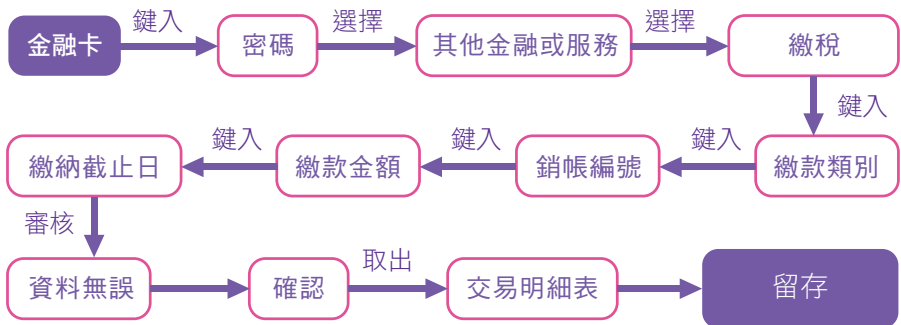 鍵入 選擇 選擇
金融卡 密碼 其他金融或服務 繳稅
鍵入
鍵入 鍵入 鍵入
繳納截止日 繳款金額 銷帳編號 繳款類別
審核
取出
資料無誤 確認 交易明細表 留存